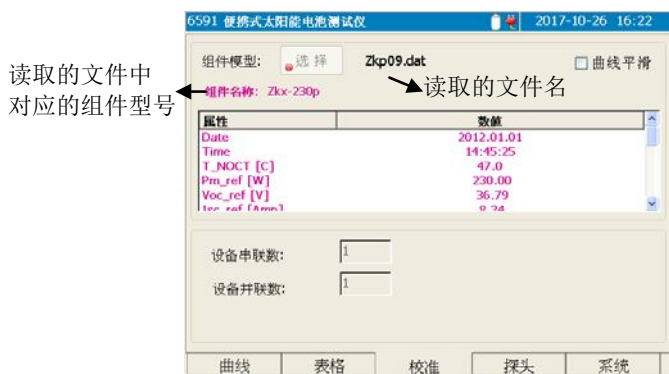 6591 便携式太阳能电池测试仪 2017-10-26 16:22
组件模型: 选择 Zkp09.dat 曲线平滑
读取的文件中
对应的组件型号
读取的文件名
组件名称: Zkx-230p
属性 数值
Date 2012.01.01
Time 14:45:25
T_NOCT [C] 47.0
Pm_ref [W] 230.00
Voc_ref [V] 36.79
Isc_ref [Amp] 8.24
设备串联数: 1
设备并联数: 1
曲线 表格 校准 探头 系统